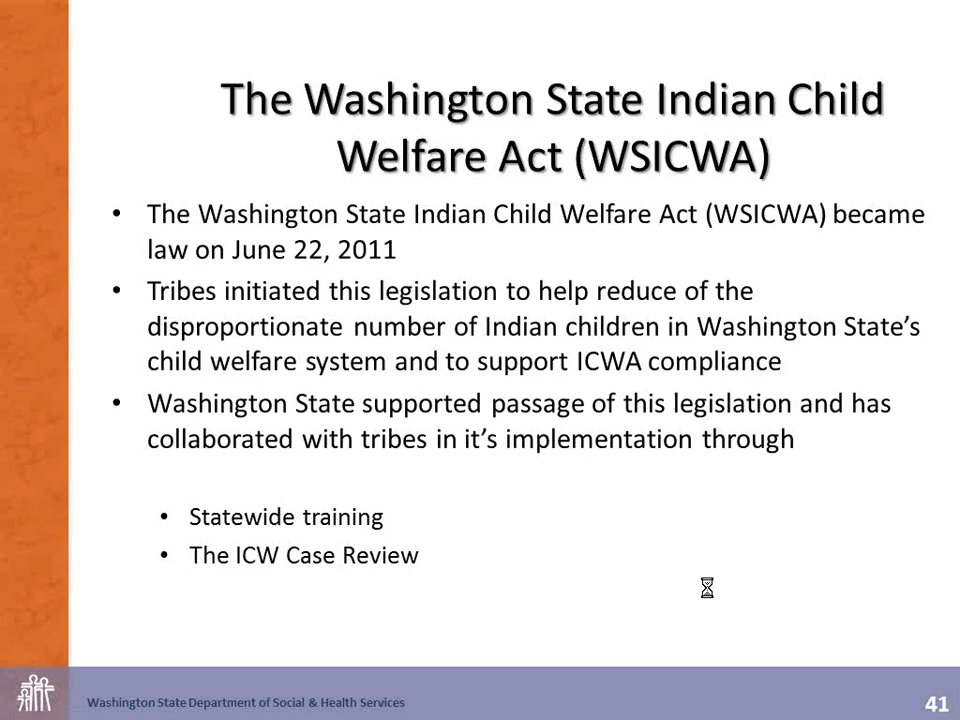 The Washington State Indian Child
Welfare Act (WSICWA)
• The Washington State Indian Child Welfare Act (WSICWA) became
law on June 22, 2011
• Tribes initiated this legislation to help reduce of the
disproportionate number of Indian children in Washington State’s
child welfare system and to support ICWA compliance
• Washington State supported passage of this legislation and has
collaborated with tribes in it’s implementation through
• Statewide training
• The ICW Case Review
Washington State Department of Social & Health Services
41